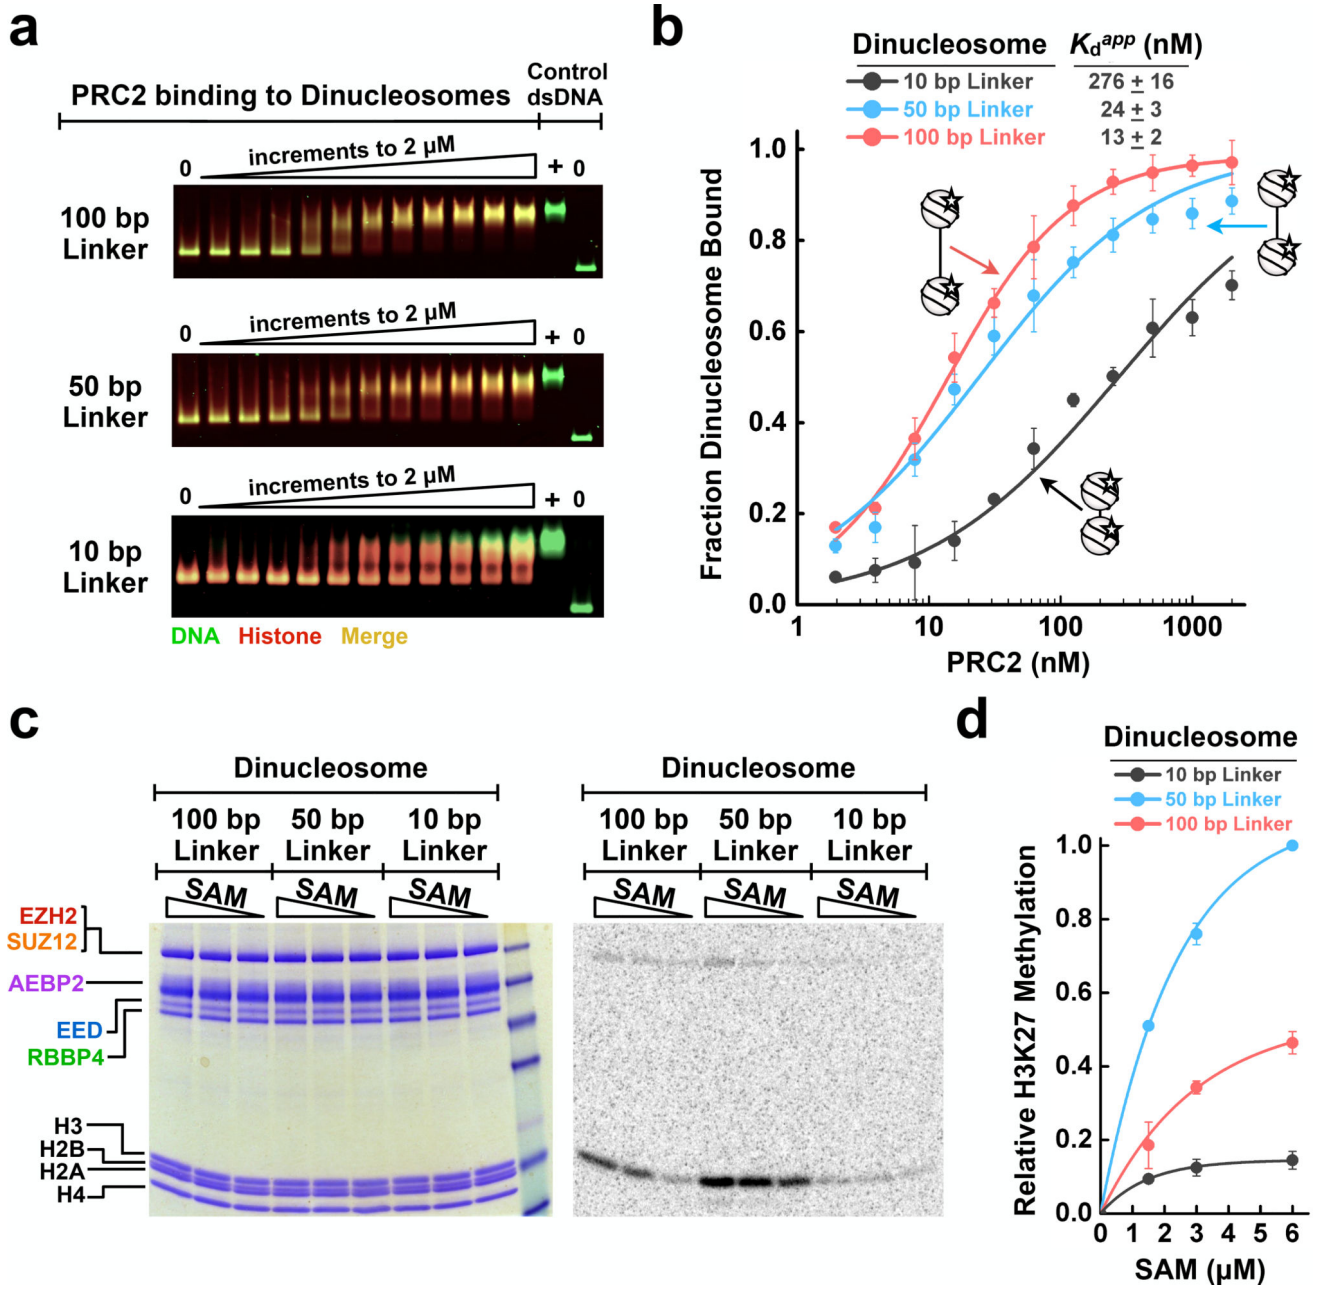 a
PRC2 binding to Dinucleosomes
Control
dsDNA
0 increments to 2 µM + 0
100 bp
Linker
0 increments to 2 µM + 0
50 bp
Linker
0 increments to 2 µM + 0
10 bp
Linker
DNA Histone Merge
b
Dinucleosome Kd^app (nM)
10 bp Linker 276 ± 16
50 bp Linker 24 ± 3
100 bp Linker 13 ± 2
Fraction Dinucleosome Bound
1.0
0.8
0.6
0.4
0.2
0.0
1 10 100 1000
PRC2 (nM)
c
Dinucleosome
100 bp 50 bp 10 bp
Linker Linker Linker
SAM SAM SAM
EZH2
SUZ12
AEBP2
EED
RBBP4
H3
H2B
H2A
H4
Dinucleosome
100 bp 50 bp 10 bp
Linker Linker Linker
SAM SAM SAM
d
Dinucleosome
10 bp Linker
50 bp Linker
100 bp Linker
Relative H3K27 Methylation
1.0
0.8
0.6
0.4
0.2
0.0
0 1 2 3 4 5 6
SAM (µM)